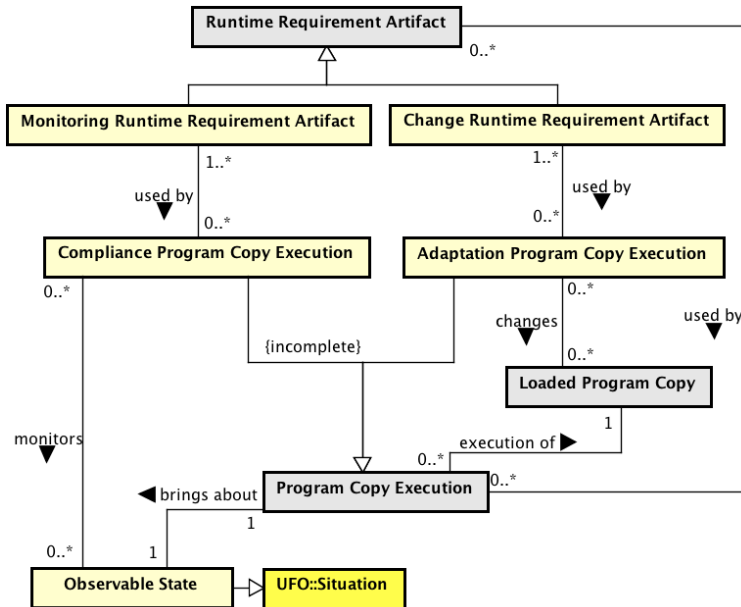 Runtime Requirement Artifact
0..*
Monitoring Runtime Requirement Artifact
Change Runtime Requirement Artifact
1..*
1..*
used by
used by
0..*
0..*
Compliance Program Copy Execution
Adaptation Program Copy Execution
0..*
0..*
changes
used by
{incomplete}
0..*
Loaded Program Copy
1
monitors
execution of
0..*
Program Copy Execution
0..*
brings about
1
0..*
1
Observable State
UFO::Situation